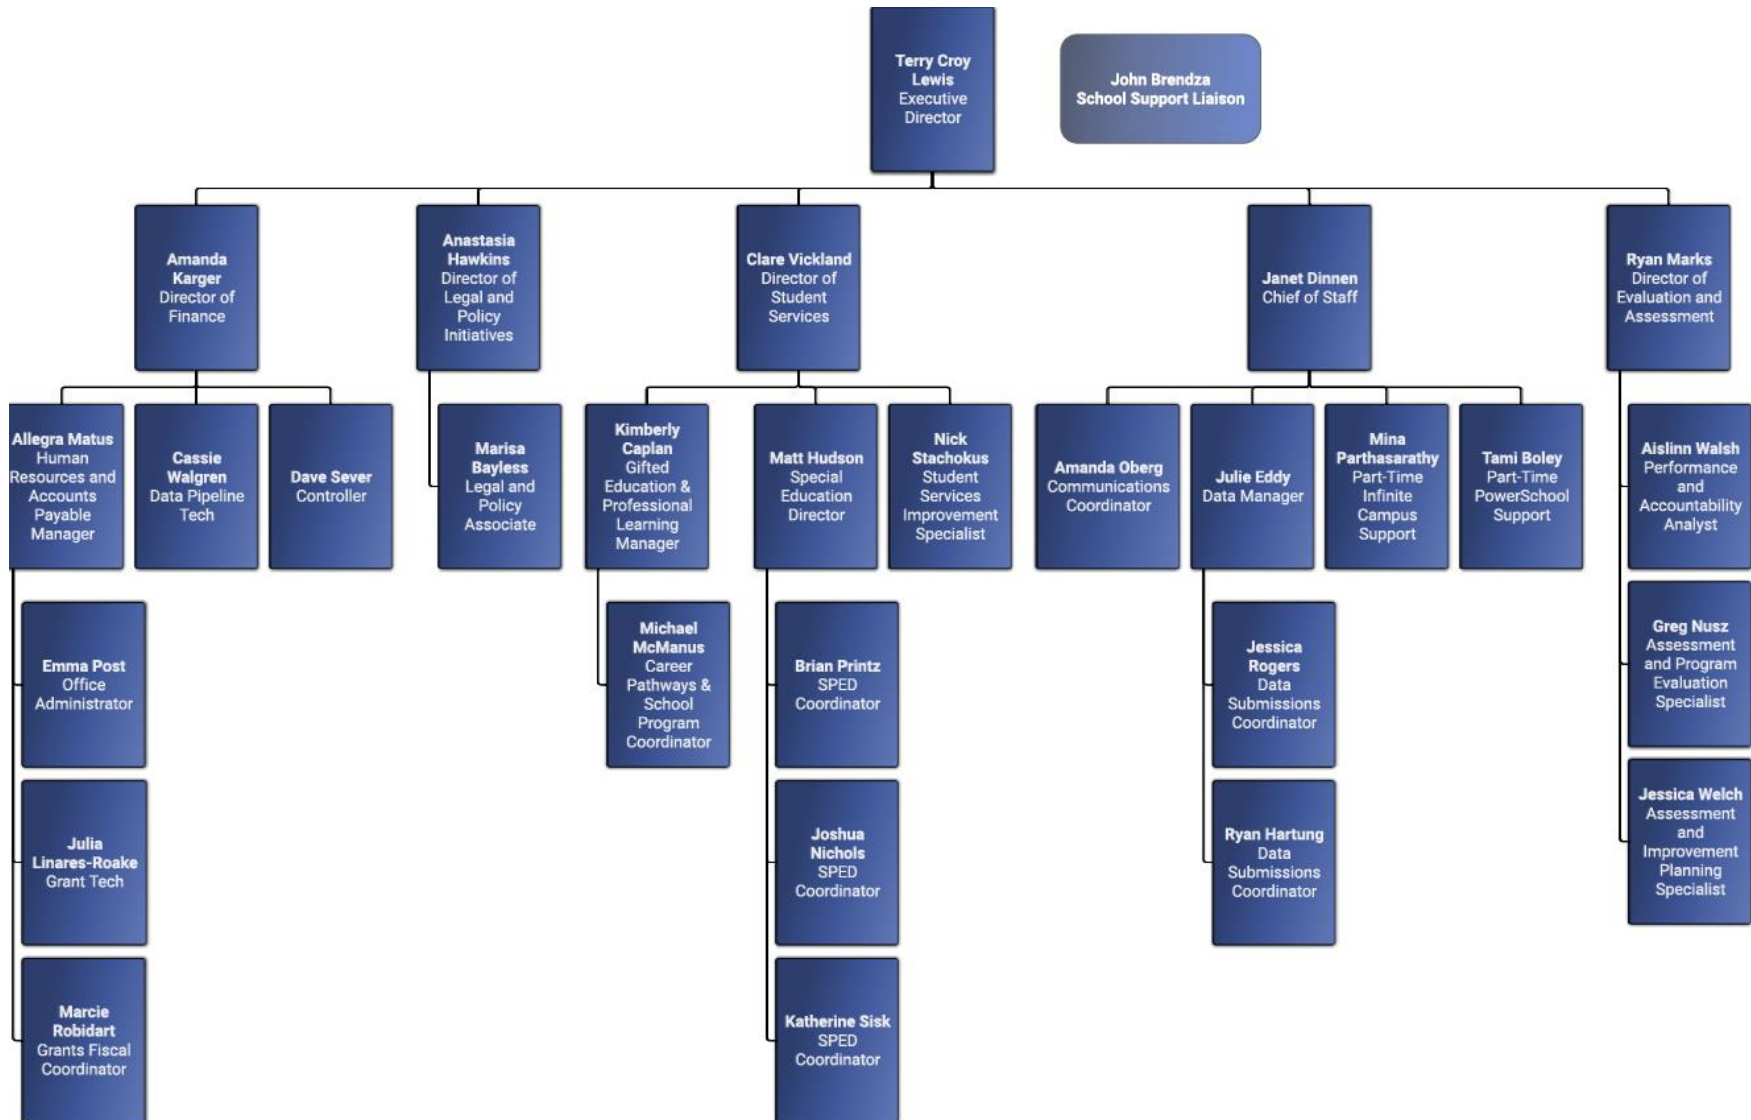 Terry Croy
Lewis
Executive
Director
John Brendza
School Support Liaison
Amanda
Karger
Director of
Finance
Anastasia
Hawkins
Director of
Legal and
Policy
Initiatives
Clare Vickland
Director of
Student
Services
Janet Dinnen
Chief of Staff
Ryan Marks
Director of
Evaluation and
Assessment
Allegra Matus
Human
Resources and
Accounts
Payable
Manager
Cassie
Walgren
Data Pipeline
Tech
Dave Sever
Controller
Marisa
Bayless
Legal and
Policy
Associate
Kimberly
Caplan
Gifted
Education &
Professional
Learning
Manager
Matt Hudson
Special
Education
Director
Nick
Stachokus
Student
Services
Improvement
Specialist
Amanda Oberg
Communications
Coordinator
Julie Eddy
Data Manager
Mina
Parthasarathy
Part-Time
Infinite
Campus
Support
Tami Boley
Part-Time
PowerSchool
Support
Aislinn Walsh
Performance
and
Accountability
Analyst
Emma Post
Office
Administrator
Michael
McManus
Career
Pathways &
School
Program
Coordinator
Brian Printz
SPED
Coordinator
Jessica
Rogers
Data
Submissions
Coordinator
Greg Nusz
Assessment
and Program
Evaluation
Specialist
Julia
Linares-Roake
Grant Tech
Joshua
Nichols
SPED
Coordinator
Ryan Hartung
Data
Submissions
Coordinator
Jessica Welch
Assessment
and
Improvement
Planning
Specialist
Marcie
Robidart
Grants Fiscal
Coordinator
Katherine Sisk
SPED
Coordinator